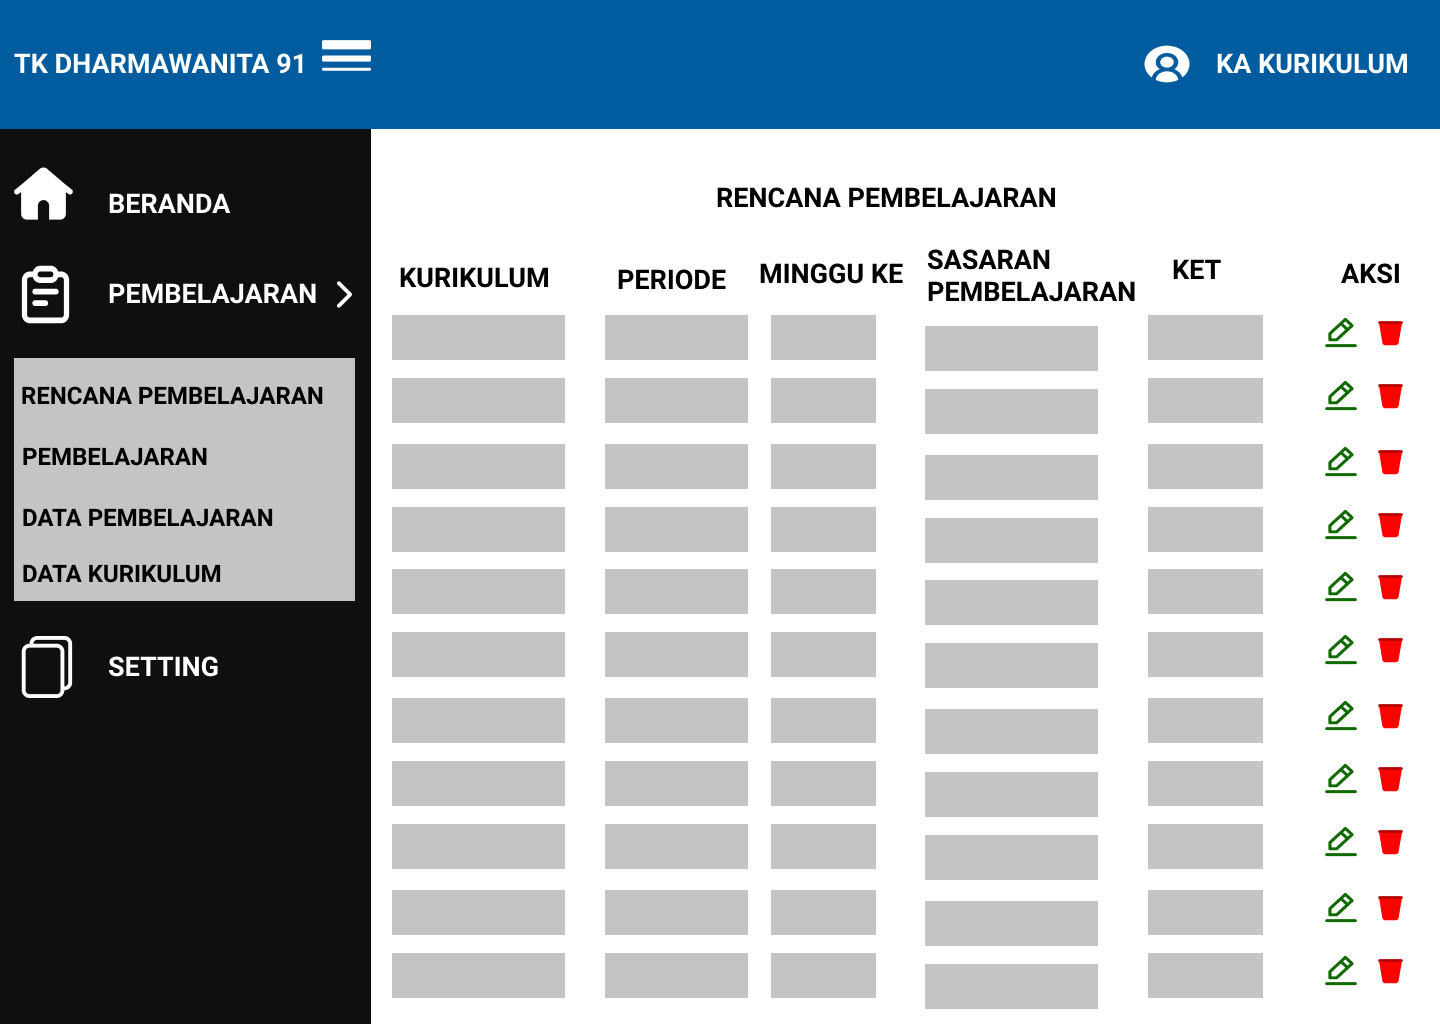 TK DHARMAWANITA 91
KA KURIKULUM
BERANDA
PEMBELAJARAN
RENCANA PEMBELAJARAN
PEMBELAJARAN
DATA PEMBELAJARAN
DATA KURIKULUM
SETTING
RENCANA PEMBELAJARAN
KURIKULUM
PERIODE
MINGGU KE
SASARAN
PEMBELAJARAN
KET
AKSI